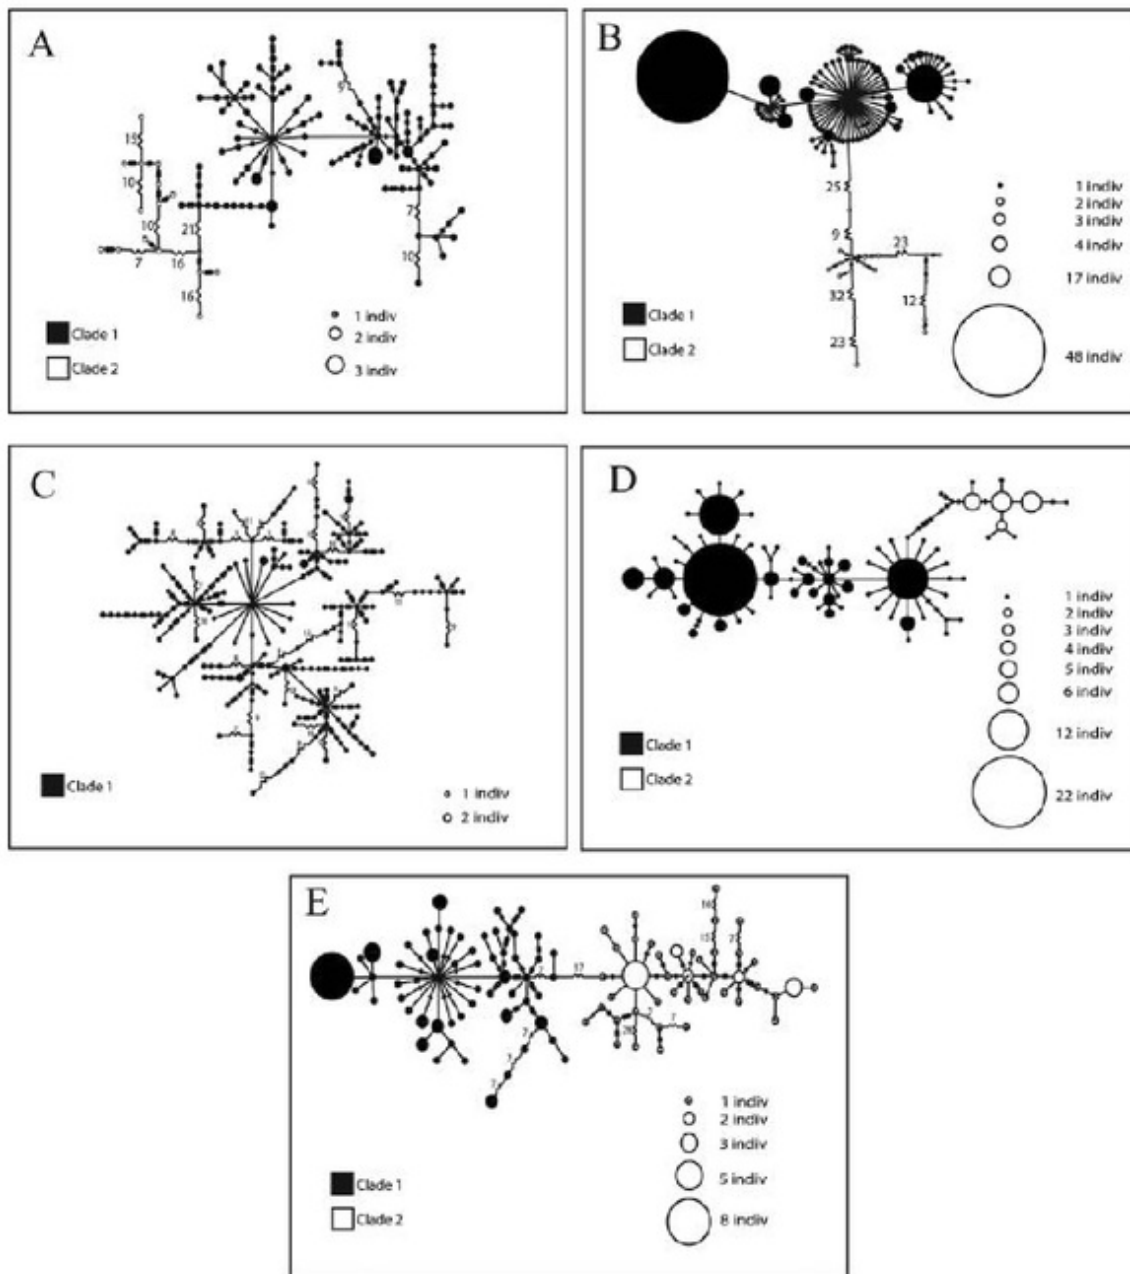 A
9
15
10
10
21
7
16
16
7
10
Clade 1
Clade 2
1 indiv
2 indiv
3 indiv
B
25
9
23
32
12
23
Clade 1
Clade 2
1 indiv
2 indiv
3 indiv
4 indiv
17 indiv
48 indiv
C
Clade 1
1 indiv
2 indiv
D
Clade 1
Clade 2
1 indiv
2 indiv
3 indiv
4 indiv
5 indiv
6 indiv
12 indiv
22 indiv
E
17
7
7
Clade 1
Clade 2
1 indiv
2 indiv
3 indiv
5 indiv
8 indiv